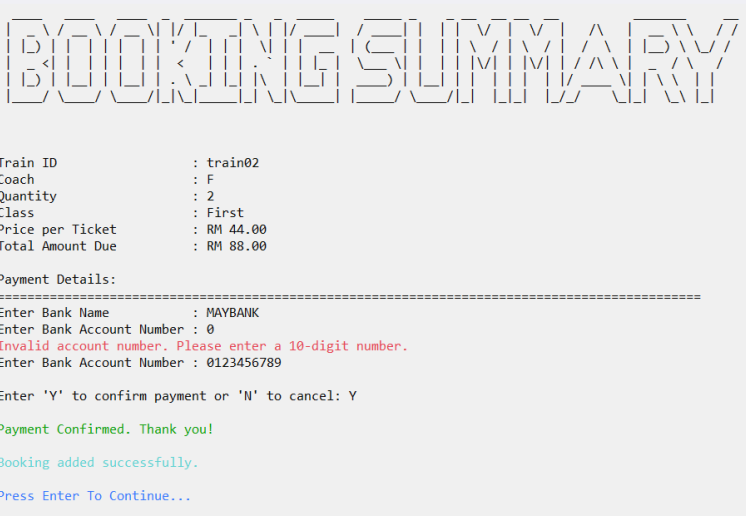 BOOKING SUMMARY
Train ID : train02
Coach : F
Quantity : 2
Class : First
Price per Ticket : RM 44.00
Total Amount Due : RM 88.00
Payment Details:
==============================================================================================
Enter Bank Name : MAYBANK
Enter Bank Account Number : 0
Invalid account number. Please enter a 10-digit number.
Enter Bank Account Number : 0123456789
Enter 'Y' to confirm payment or 'N' to cancel: Y
Payment Confirmed. Thank you!
Booking added successfully.
Press Enter To Continue...